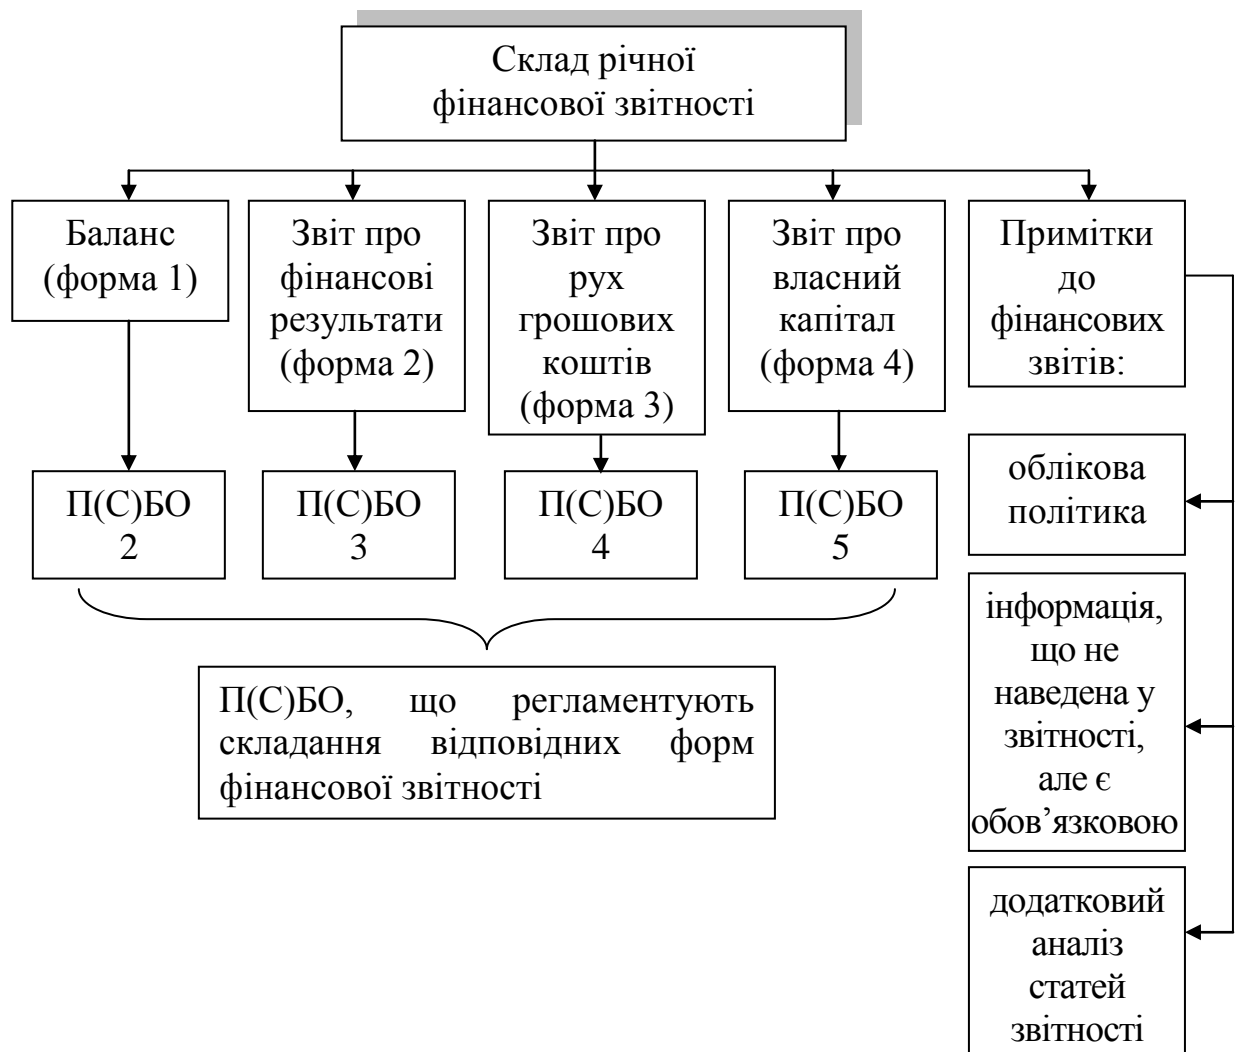 Склад річної
фінансової звітності
Баланс
(форма 1)
Звіт про
фінансові
результати
(форма 2)
Звіт про
рух
грошових
коштів
(форма 3)
Звіт про
власний
капітал
(форма 4)
Примітки
до
фінансових
звітів:
П(С)БО
2
П(С)БО
3
П(С)БО
4
П(С)БО
5
П(С)БО, що регламентують
складання відповідних форм
фінансової звітності
облікова
політика
інформація,
що не
наведена у
звітності,
але є
обов’язковою
додатковий
аналіз
статей
звітності